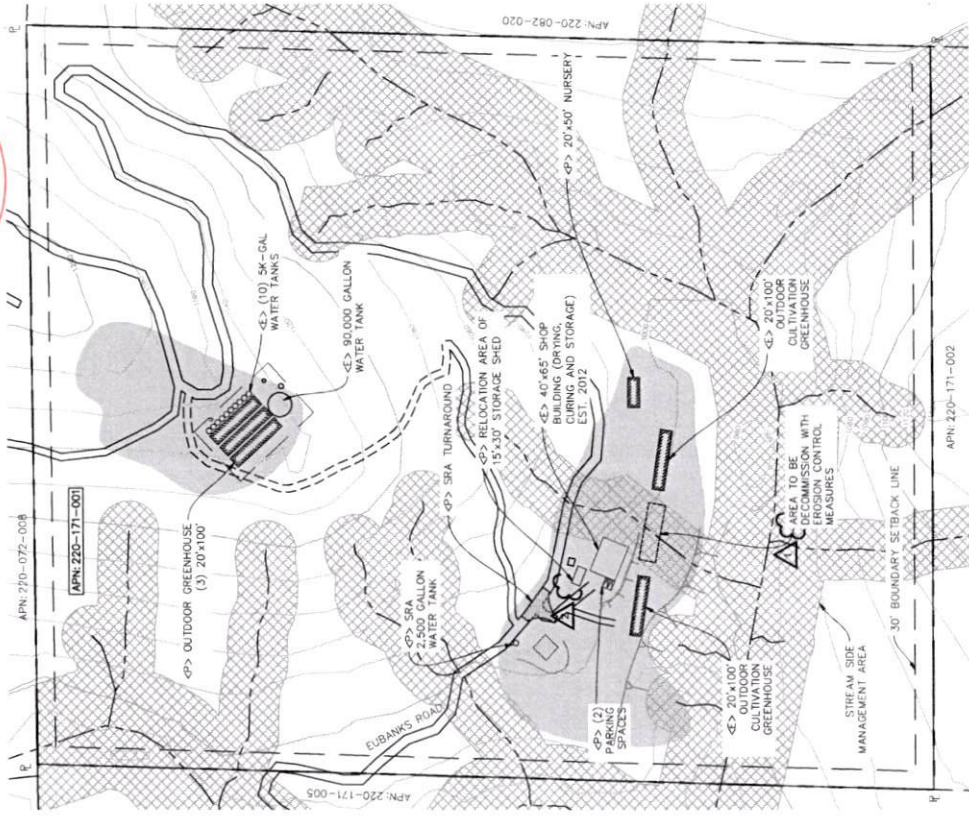 APN: 220-082-020
APN: 220-072-008
APN: 220-171-001
<P> OUTDOOR GREENHOUSE
(3) 20'x100'
<E> (10) 5K-GAL
WATER TANKS
<E> 90,000 GALLON
WATER TANK
<P> 20'x50' NURSERY
<P> SRA TURNAROUND
<P> RELOCATION AREA OF
15'x30' STORAGE SHED
<E> 40'x65' SHOP
BUILDING (DRYING,
CURING AND STORAGE)
EST. 2012
<P> SRA
2,500 GALLON
WATER TANK
EUBANKS ROAD
<E> 20'x100'
OUTDOOR
CULTIVATION
GREENHOUSE
<P> (2)
PARKING
SPACES
<E> 20'x100'
OUTDOOR
CULTIVATION
GREENHOUSE
AREA TO BE
DECOMMISSION WITH
EROSION CONTROL
MEASURES
STREAM SIDE
MANAGEMENT AREA
30' BOUNDARY SETBACK LINE
APN: 220-171-005
APN: 220-171-002